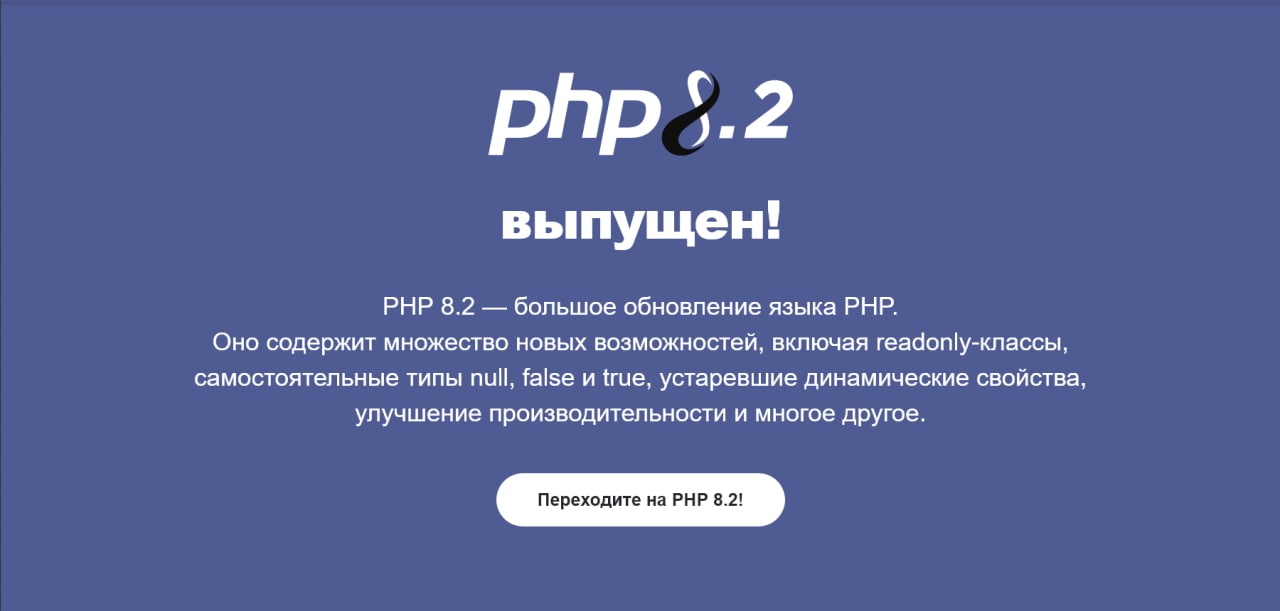 php 8.2
выпущен!
PHP 8.2 — большое обновление языка PHP.
Оно содержит множество новых возможностей, включая readonly-классы,
самостоятельные типы null, false и true, устаревшие динамические свойства,
улучшение производительности и многое другое.
Переходите на PHP 8.2!